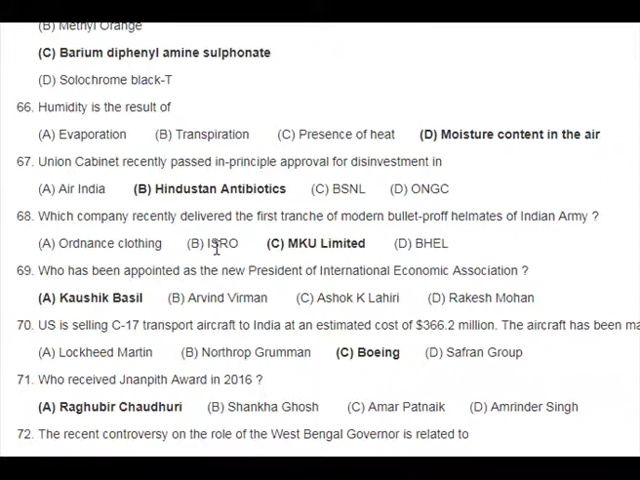 (B) Methyl Orange
(C) Barium diphenyl amine sulphonate
(D) Solochrome black-T
66. Humidity is the result of
(A) Evaporation (B) Transpiration (C) Presence of heat (D) Moisture content in the air
67. Union Cabinet recently passed in-principle approval for disinvestment in
(A) Air India (B) Hindustan Antibiotics (C) BSNL (D) ONGC
68. Which company recently delivered the first tranche of modern bullet-proff helmates of Indian Army ?
(A) Ordnance clothing (B) ISRO (C) MKU Limited (D) BHEL
69. Who has been appointed as the new President of International Economic Association ?
(A) Kaushik Basil (B) Arvind Virman (C) Ashok K Lahiri (D) Rakesh Mohan
70. US is selling C-17 transport aircraft to India at an estimated cost of $366.2 million. The aircraft has been ma
(A) Lockheed Martin (B) Northrop Grumman (C) Boeing (D) Safran Group
71. Who received Jnanpith Award in 2016 ?
(A) Raghubir Chaudhuri (B) Shankha Ghosh (C) Amar Patnaik (D) Amrinder Singh
72. The recent controversy on the role of the West Bengal Governor is related to